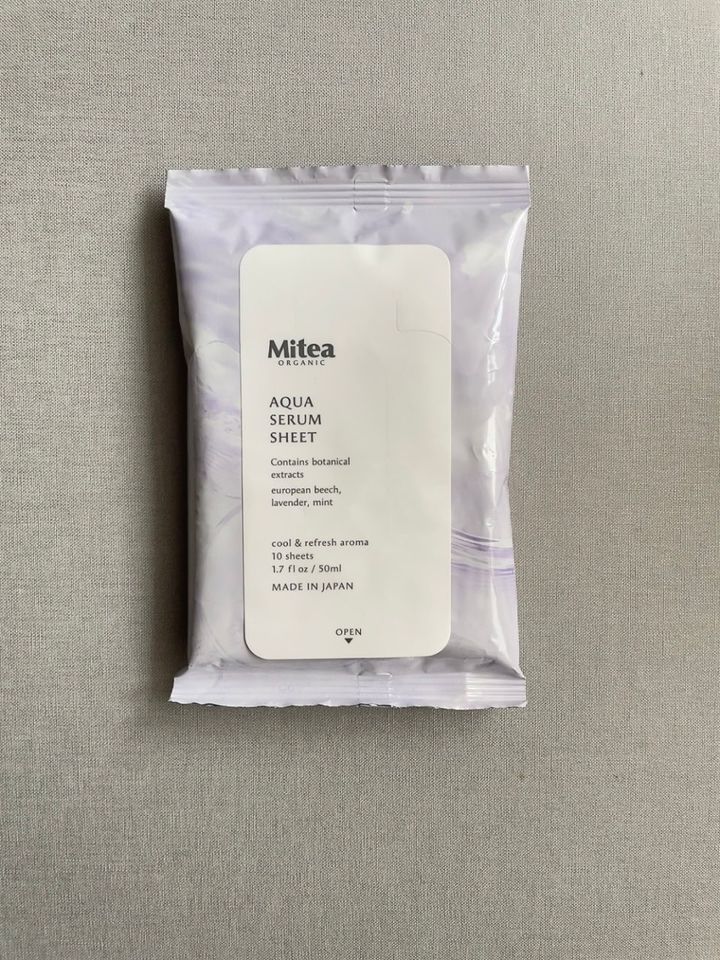 Mitea
ORGANIC
AQUA
SERUM
SHEET
Contains botanical
extracts
european beech,
lavender, mint
cool & refresh aroma
10 sheets
1.7 fl oz / 50ml
MADE IN JAPAN
OPEN